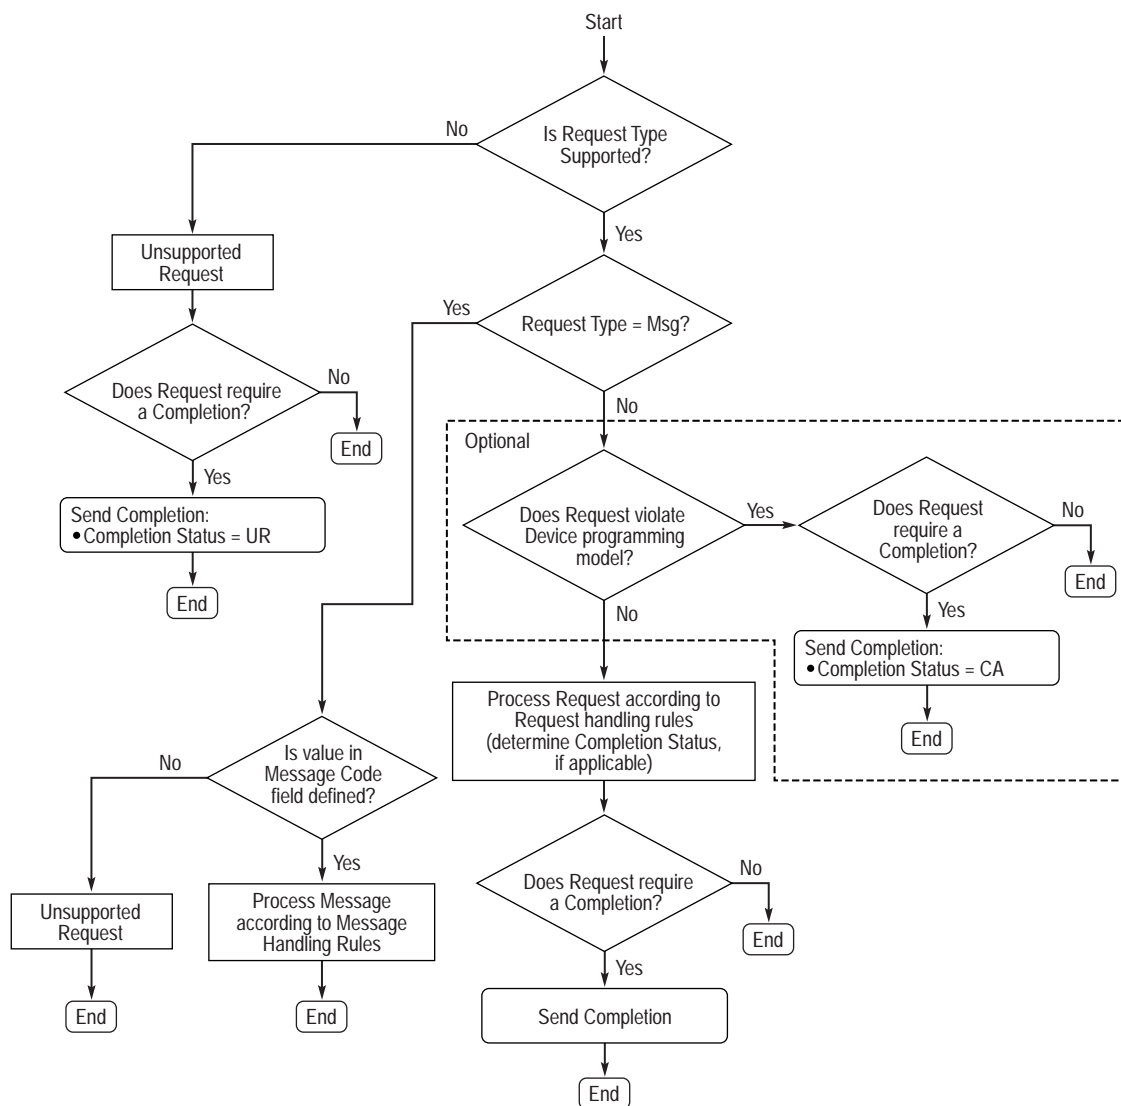 Start
Is Request Type
Supported?
No
Yes
Unsupported
Request
Request Type = Msg?
Yes
No
Does Request require
a Completion?
No
End
Yes
Send Completion:
• Completion Status = UR
End
Optional
Does Request violate
Device programming
model?
Yes
No
Does Request
require a
Completion?
No
End
Yes
Send Completion:
• Completion Status = CA
End
Process Request according to
Request handling rules
(determine Completion Status,
if applicable)
Is value in
Message Code
field defined?
No
Yes
Unsupported
Request
End
Process Message
according to Message
Handling Rules
End
Does Request require
a Completion?
No
End
Yes
Send Completion
End